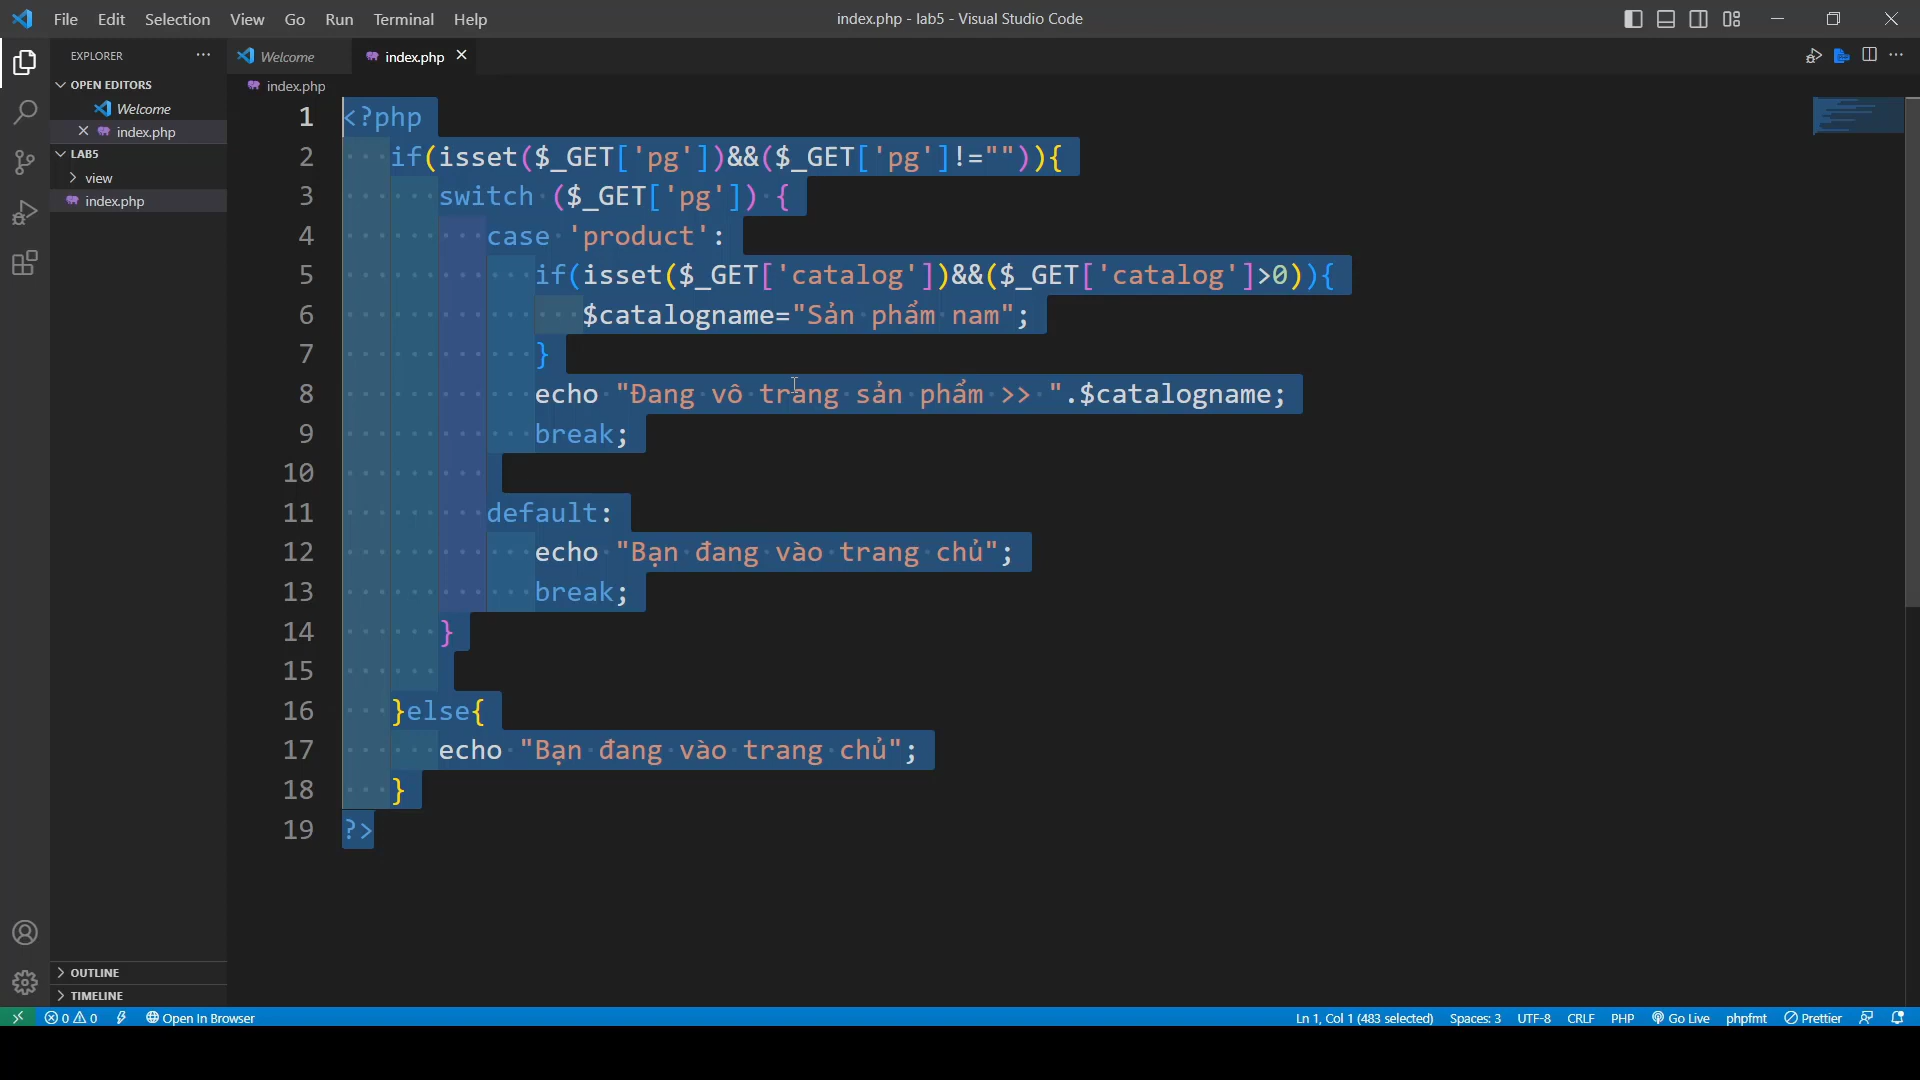 File Edit Selection View Go Run Terminal Help
index.php - lab5 - Visual Studio Code
EXPLORER
OPEN EDITORS
Welcome
index.php
LAB5
view
index.php
OUTLINE
TIMELINE
Welcome
index.php
index.php
1 <?php
2 if(isset($_GET['pg'])&&($_GET['pg']!="")){
3 switch ($_GET['pg']) {
4 case 'product':
5 if(isset($_GET['catalog'])&&($_GET['catalog']>0)){
6 $catalogname="Sản phẩm nam";
7 }
8 echo "Đang vô trang sản phẩm >> ".$catalogname;
9 break;
10
11 default:
12 echo "Bạn đang vào trang chủ";
13 break;
14 }
15
16 }else{
17 echo "Bạn đang vào trang chủ";
18 }
19 ?>
0 0 Open In Browser
Ln 1, Col 1 (483 selected) Spaces: 3 UTF-8 CRLF PHP Go Live phpfmt Prettier